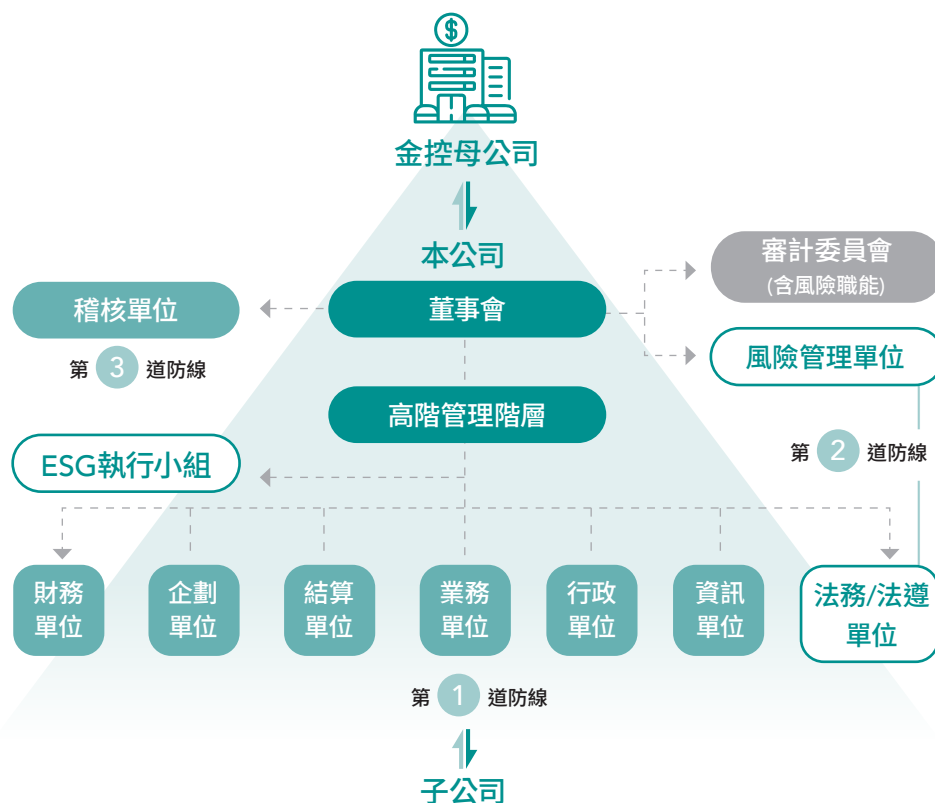 $
金控母公司
本公司
審計委員會
(含風險職能)
稽核單位
董事會
第 3 道防線
風險管理單位
高階管理階層
ESG執行小組
第 2 道防線
財務
單位
企劃
單位
結算
單位
業務
單位
行政
單位
資訊
單位
法務/法遵
單位
第 1 道防線
子公司